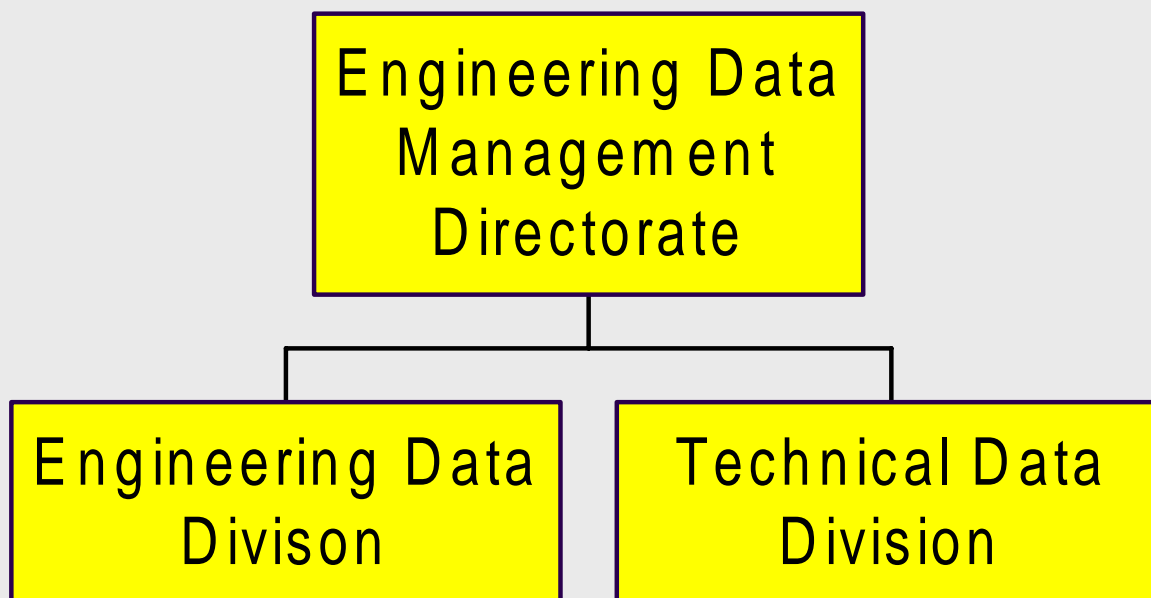 Engineering Data
Management
Directorate
Engineering Data
Divison
Technical Data
Division